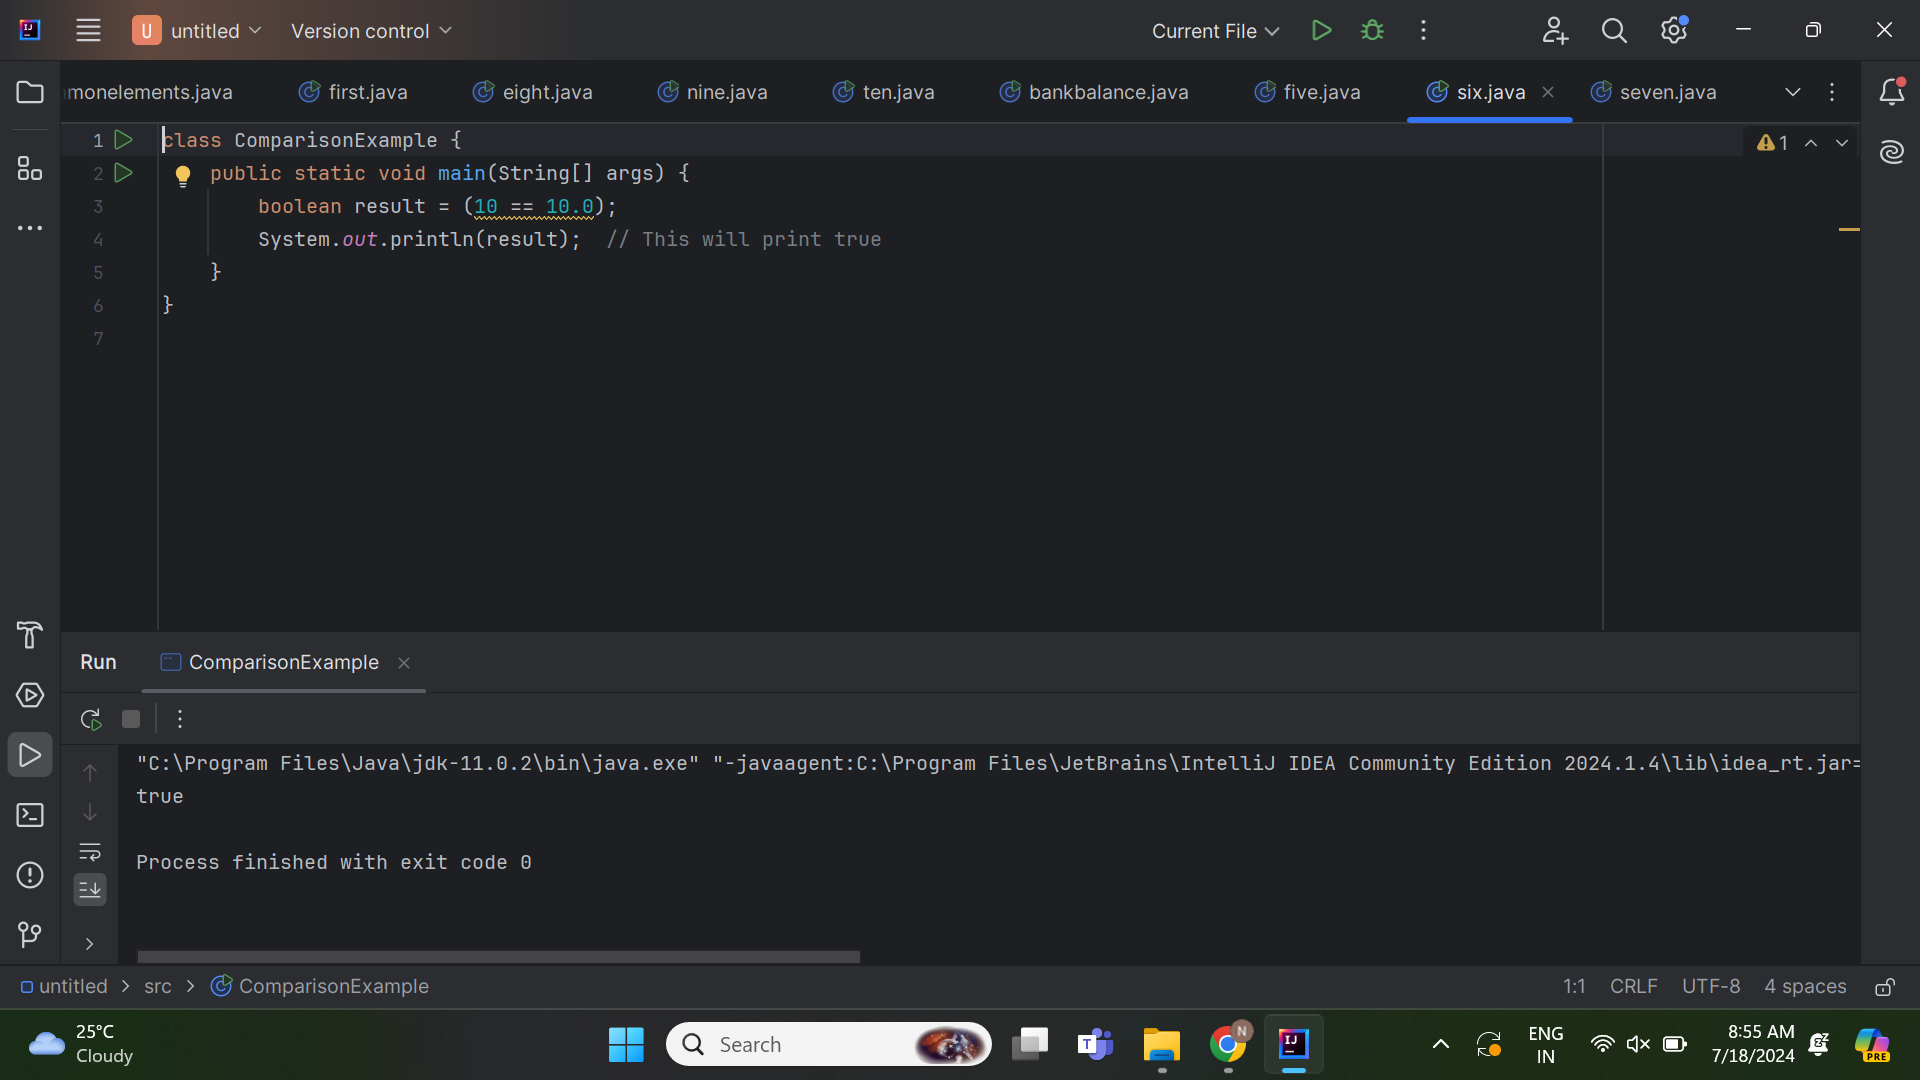 U untitled Version control Current File
monelements.java first.java eight.java nine.java ten.java bankbalance.java five.java six.java seven.java
1 class ComparisonExample {
2 public static void main(String[] args) {
3 boolean result = (10 == 10.0);
4 System.out.println(result); // This will print true
5 }
6 }
7
1
Run ComparisonExample
"C:\Program Files\Java\jdk-11.0.2\bin\java.exe" "-javaagent:C:\Program Files\JetBrains\IntelliJ IDEA Community Edition 2024.1.4\lib\idea_rt.jar=
true
Process finished with exit code 0
untitled > src > ComparisonExample 1:1 CRLF UTF-8 4 spaces
25°C
Cloudy
Search
N
IJ
T
ENG
IN
8:55 AM
7/18/2024
PRE